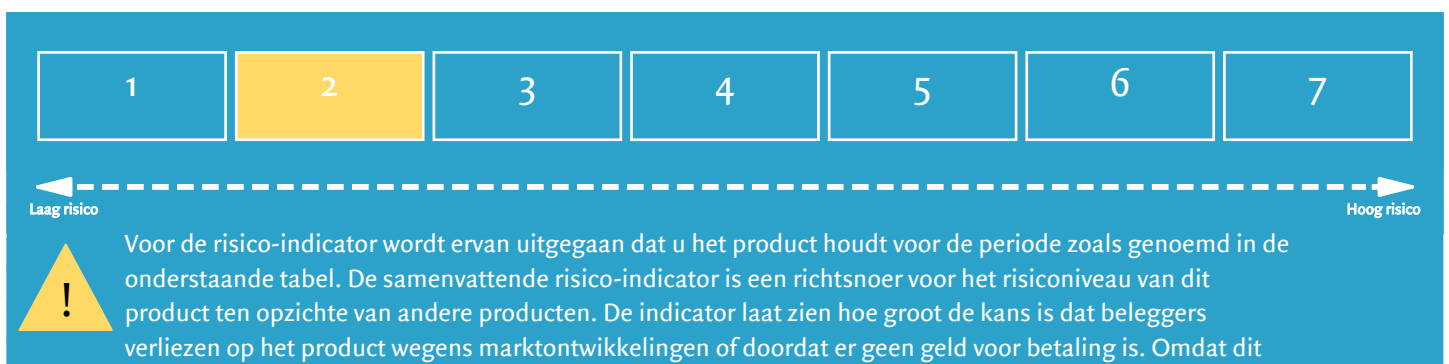 1 2 3 4 5 6 7
Laag risico Hoog risico
! Voor de risico-indicator wordt ervan uitgegaan dat u het product houdt voor de periode zoals genoemd in de
onderstaande tabel. De samenvattende risico-indicator is een richtsnoer voor het risiconiveau van dit
product ten opzichte van andere producten. De indicator laat zien hoe groot de kans is dat beleggers
verliezen op het product wegens marktontwikkelingen of doordat er geen geld voor betaling is. Omdat dit